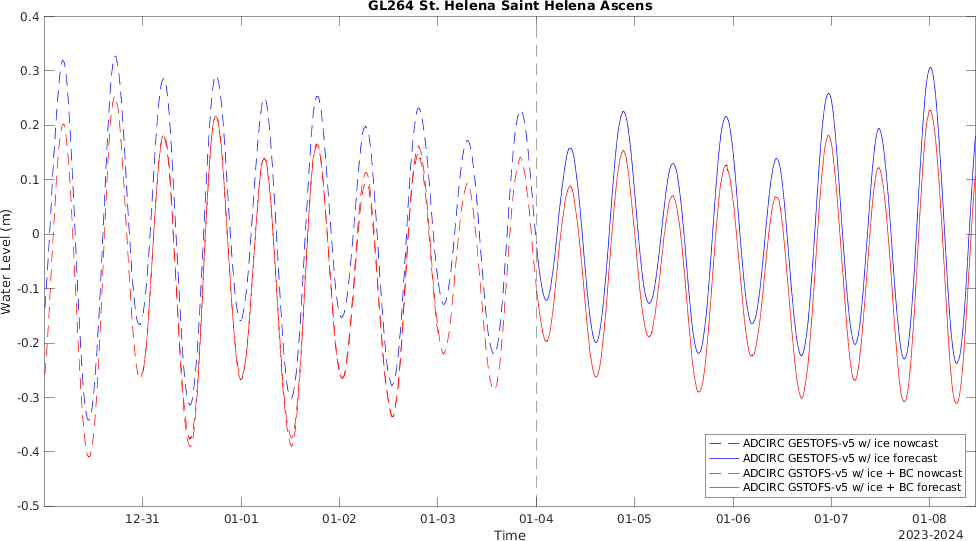 GL264 St. Helena Saint Helena Ascens
0.4
0.3
0.2
0.1
0
-0.1
-0.2
-0.3
-0.4
-0.5
Water Level (m)
ADCIRC GESTOFS-v5 w/ ice nowcast
ADCIRC GESTOFS-v5 w/ ice forecast
ADCIRC GSTOFS-v5 w/ ice + BC nowcast
ADCIRC GSTOFS-v5 w/ ice + BC forecast
12-31 01-01 01-02 01-03 01-04 01-05 01-06 01-07 01-08
Time 2023-2024